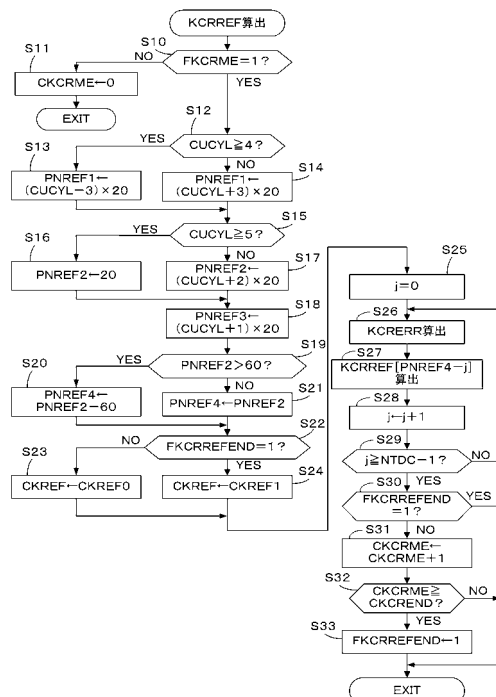 KCRREF算出
S10
FKCRME=1?
NO
YES
S11
CKCRME←0
EXIT
S12
CUCYL≧4?
YES
NO
S13
PNREF1←
(CUCYL−3)×20
S14
PNREF1←
(CUCYL+3)×20
S15
CUCYL≧5?
YES
NO
S16
PNREF2←20
S17
PNREF2←
(CUCYL+2)×20
S18
PNREF3←
(CUCYL+1)×20
S19
PNREF2>60?
YES
NO
S20
PNREF4←
PNREF2−60
S21
PNREF4←PNREF2
S22
FKCRREFEND=1?
NO
YES
S23
CKREF←CKREF0
S24
CKREF←CKREF1
S25
j=0
S26
KCRERR算出
S27
KCRREF[PNREF4−j]
算出
S28
j←j+1
S29
j≧NTDC−1?
NO
YES
S30
FKCRREFEND
=1?
YES
NO
S31
CKCRME←
CKCRME+1
S32
CKCRME≧
CKCREND?
NO
YES
S33
FKCRREFEND←1
EXIT